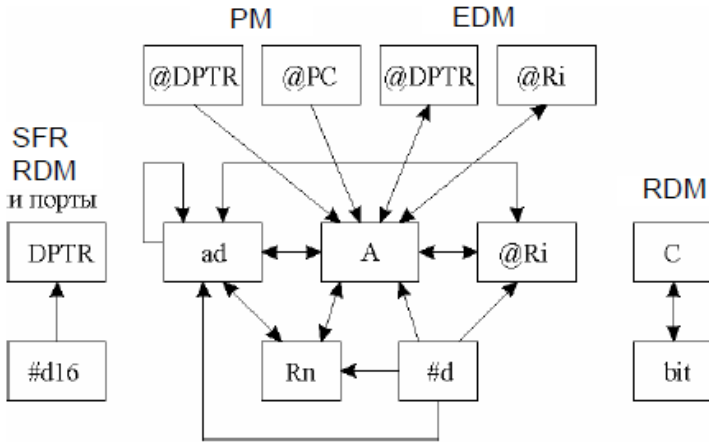 PM
EDM
@DPTR
@PC
@DPTR
@Ri
SFR
RDM
и порты
RDM
DPTR
ad
A
@Ri
C
#d16
Rn
#d
bit